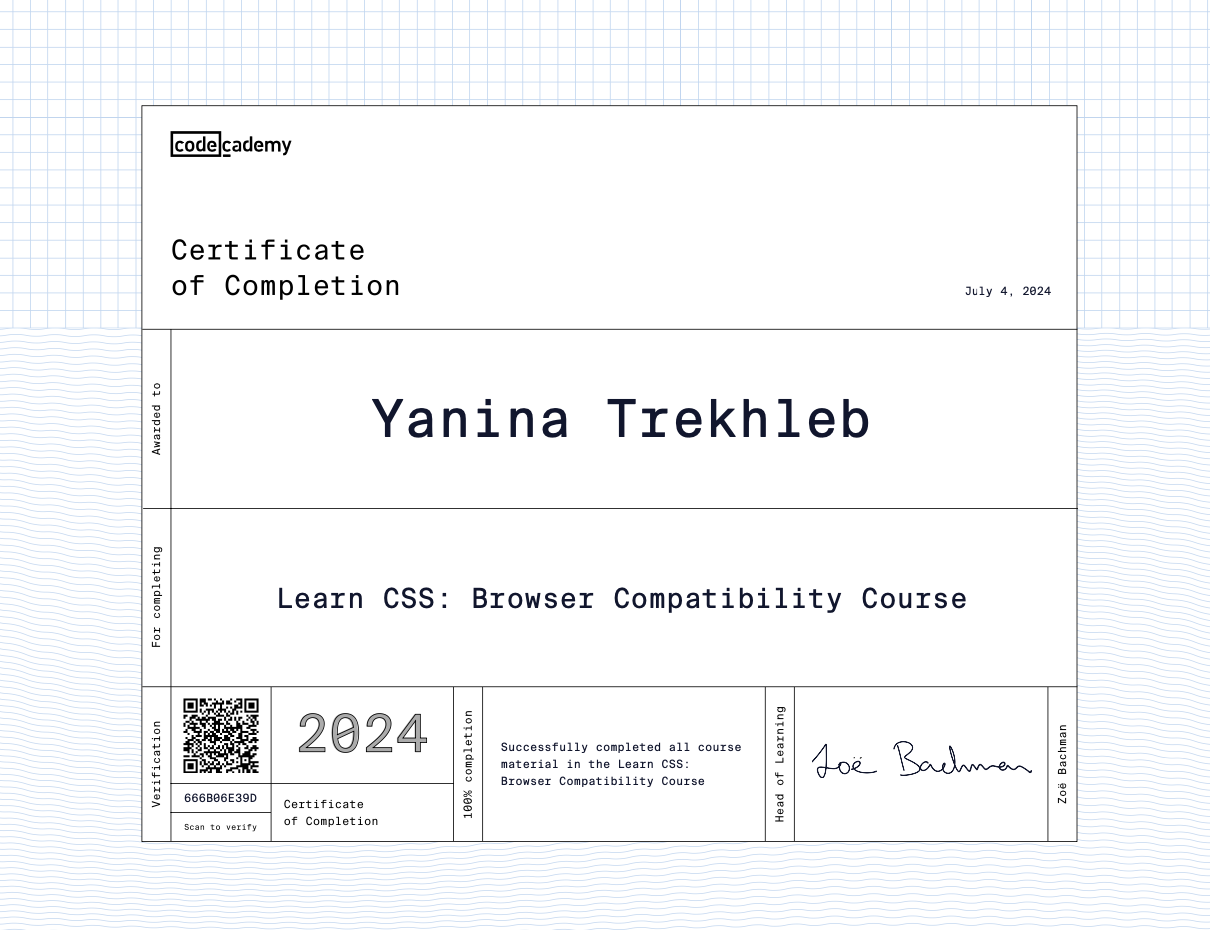 codecademy
Certificate
of Completion
July 4, 2024
Awarded to
Yanina Trekhleb
For completing
Learn CSS: Browser Compatibility Course
Verification
666B06E39D
Scan to verify
2024
Certificate
of Completion
100% completion
Successfully completed all course
material in the Learn CSS:
Browser Compatibility Course
Head of Learning
Zoë Bachman
Zoë Bachman